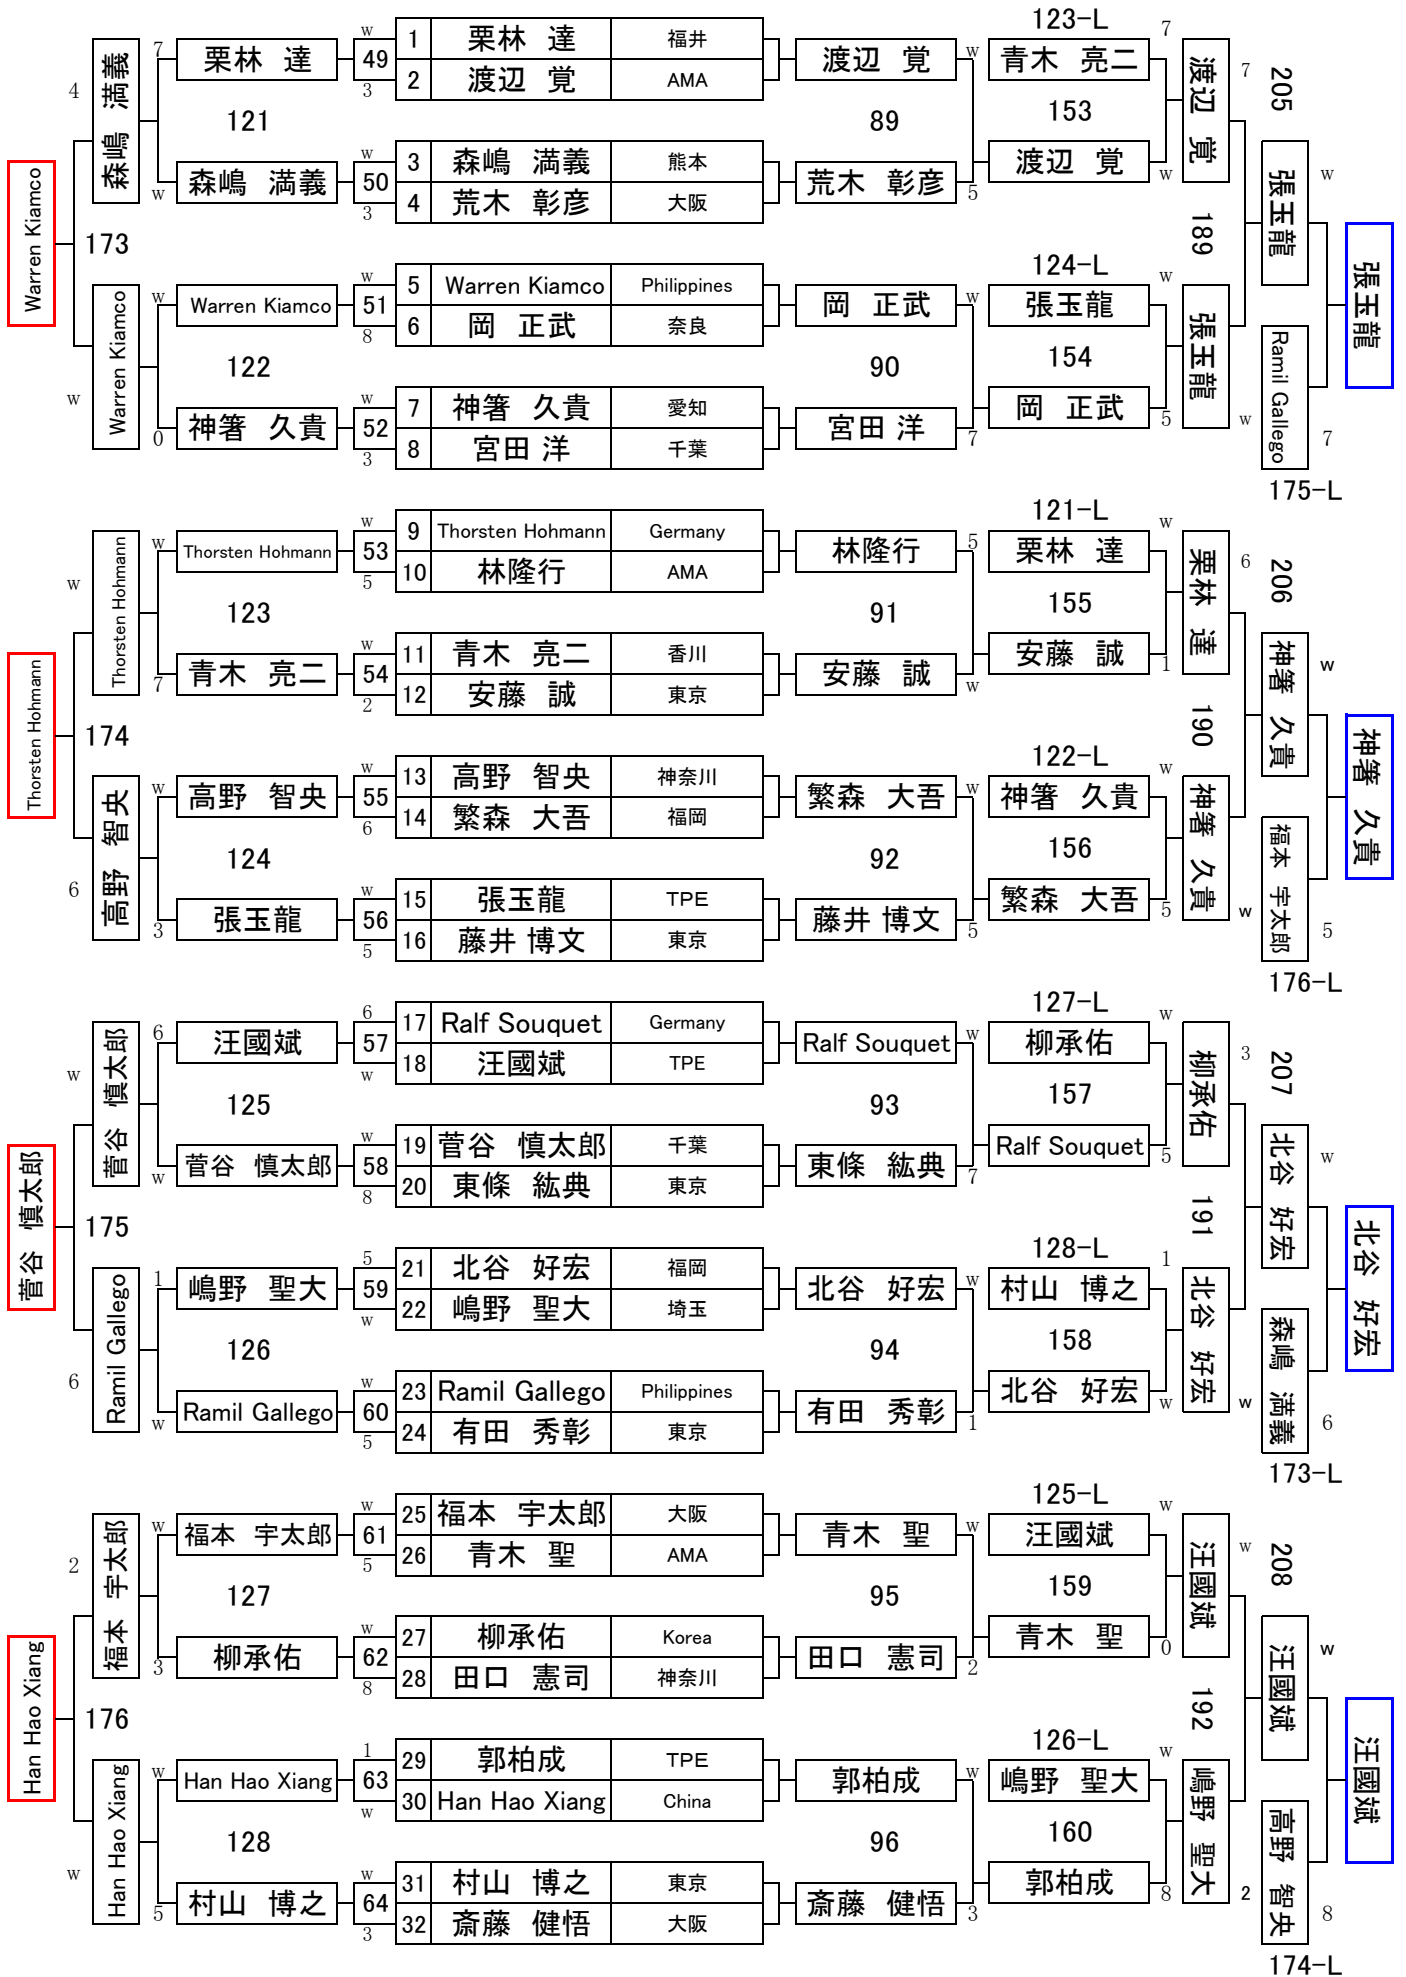 123-L
w 1 栗林 達 福井
7 栗林 達 49 渡辺 覚 w 青木 亮二 7
4 森嶋 満義 3 2 渡辺 覚 AMA 渡辺 覚 7 205
121 89 153
w 3 森嶋 満義 熊本
w 森嶋 満義 50 荒木 彰彦 5 渡辺 覚 w 張玉龍 w
3 4 荒木 彰彦 大阪
Warren Kiamco 173 189 張玉龍
124-L
w 5 Warren Kiamco Philippines
w Warren Kiamco 51 岡 正武 w 張玉龍 w
Warren Kiamco 8 6 岡 正武 奈良 張玉龍
122 90 154 Ramil Gallego
w w 7 神箸 久貴 愛知 w
0 神箸 久貴 52 宮田 洋 7 岡 正武 5 7
3 8 宮田 洋 千葉
175-L
121-L
w 9 Thorsten Hohmann Germany
w Thorsten Hohmann 53 林隆行 5 栗林 達 w
w Thorsten Hohmann 5 10 林隆行 AMA 栗林 達 6 206
123 91 155
w 11 青木 亮二 香川
7 青木 亮二 54 安藤 誠 w 安藤 誠 1 神箸 久貴 w
2 12 安藤 誠 東京
Thorsten Hohmann 174 190 神箸 久貴
122-L
w 13 高野 智央 神奈川
w 高野 智央 55 繁森 大吾 w 神箸 久貴 w
高野 智央 6 14 繁森 大吾 福岡 神箸 久貴
124 92 156 福本 宇太郎
6 w 15 張玉龍 TPE w
3 張玉龍 56 藤井 博文 5 繁森 大吾 5 5
5 16 藤井 博文 東京
176-L
127-L
6 17 Ralf Souquet Germany
6 汪國斌 57 Ralf Souquet w 柳承佑 w
w 菅谷 慎太郎 w 18 汪國斌 TPE 柳承佑 3 207
125 93 157
w 19 菅谷 慎太郎 千葉
w 菅谷 慎太郎 58 東條 紘典 7 Ralf Souquet 5 北谷 好宏 w
8 20 東條 紘典 東京
菅谷 慎太郎 175 191 北谷 好宏
128-L
5 21 北谷 好宏 福岡
1 嶋野 聖大 59 北谷 好宏 w 村山 博之 1
Ramil Gallego w 22 嶋野 聖大 埼玉 北谷 好宏
126 94 158 森嶋 満義
6 w 23 Ramil Gallego Philippines w
w Ramil Gallego 60 有田 秀彰 1 北谷 好宏 w 6
5 24 有田 秀彰 東京
173-L
125-L
w 25 福本 宇太郎 大阪
w 福本 宇太郎 61 青木 聖 w 汪國斌 w
2 福本 宇太郎 5 26 青木 聖 AMA 汪國斌 w 208
127 95 159
w 27 柳承佑 Korea
3 柳承佑 62 田口 憲司 2 青木 聖 0 汪國斌 w
8 28 田口 憲司 神奈川
Han Hao Xiang 176 192 汪國斌
126-L
1 29 郭柏成 TPE
w Han Hao Xiang 63 郭柏成 w 嶋野 聖大 w
Han Hao Xiang w 30 Han Hao Xiang China 嶋野 聖大
128 96 160 高野 智央
w w 31 村山 博之 東京 2
5 村山 博之 64 斎藤 健悟 3 郭柏成 8 8
3 32 斎藤 健悟 大阪
174-L